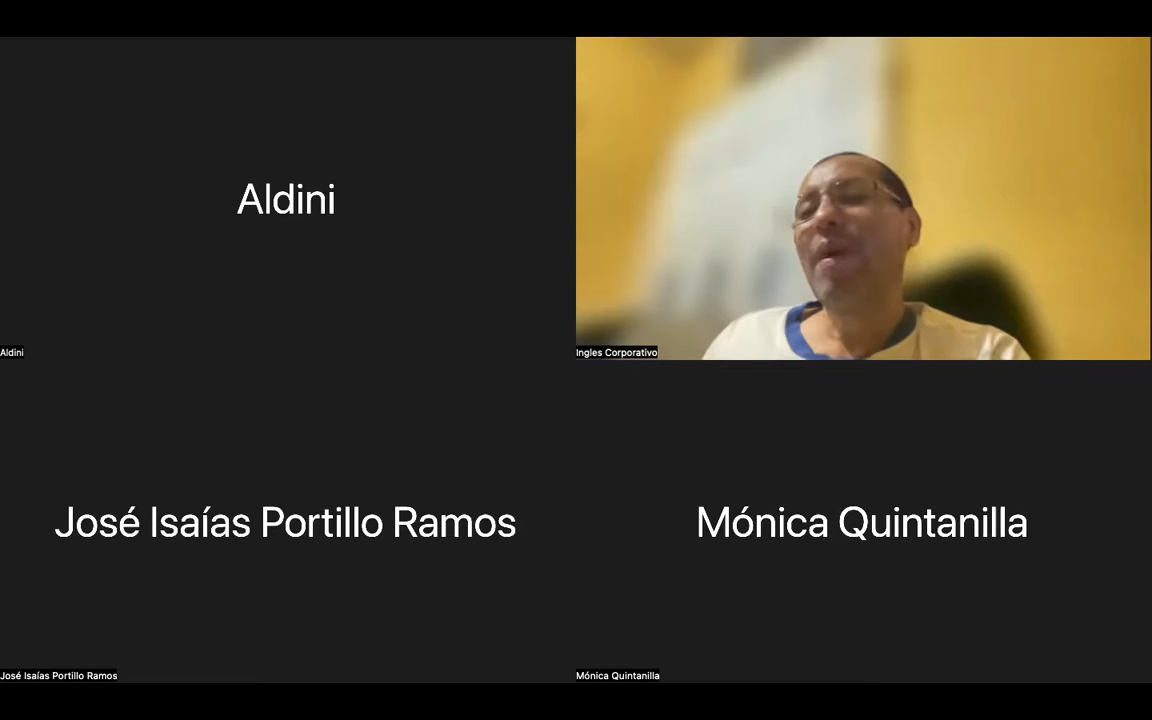 Aldini
Aldini
Ingles Corporativo
José Isaías Portillo Ramos
Mónica Quintanilla
José Isaías Portillo Ramos
Mónica Quintanilla